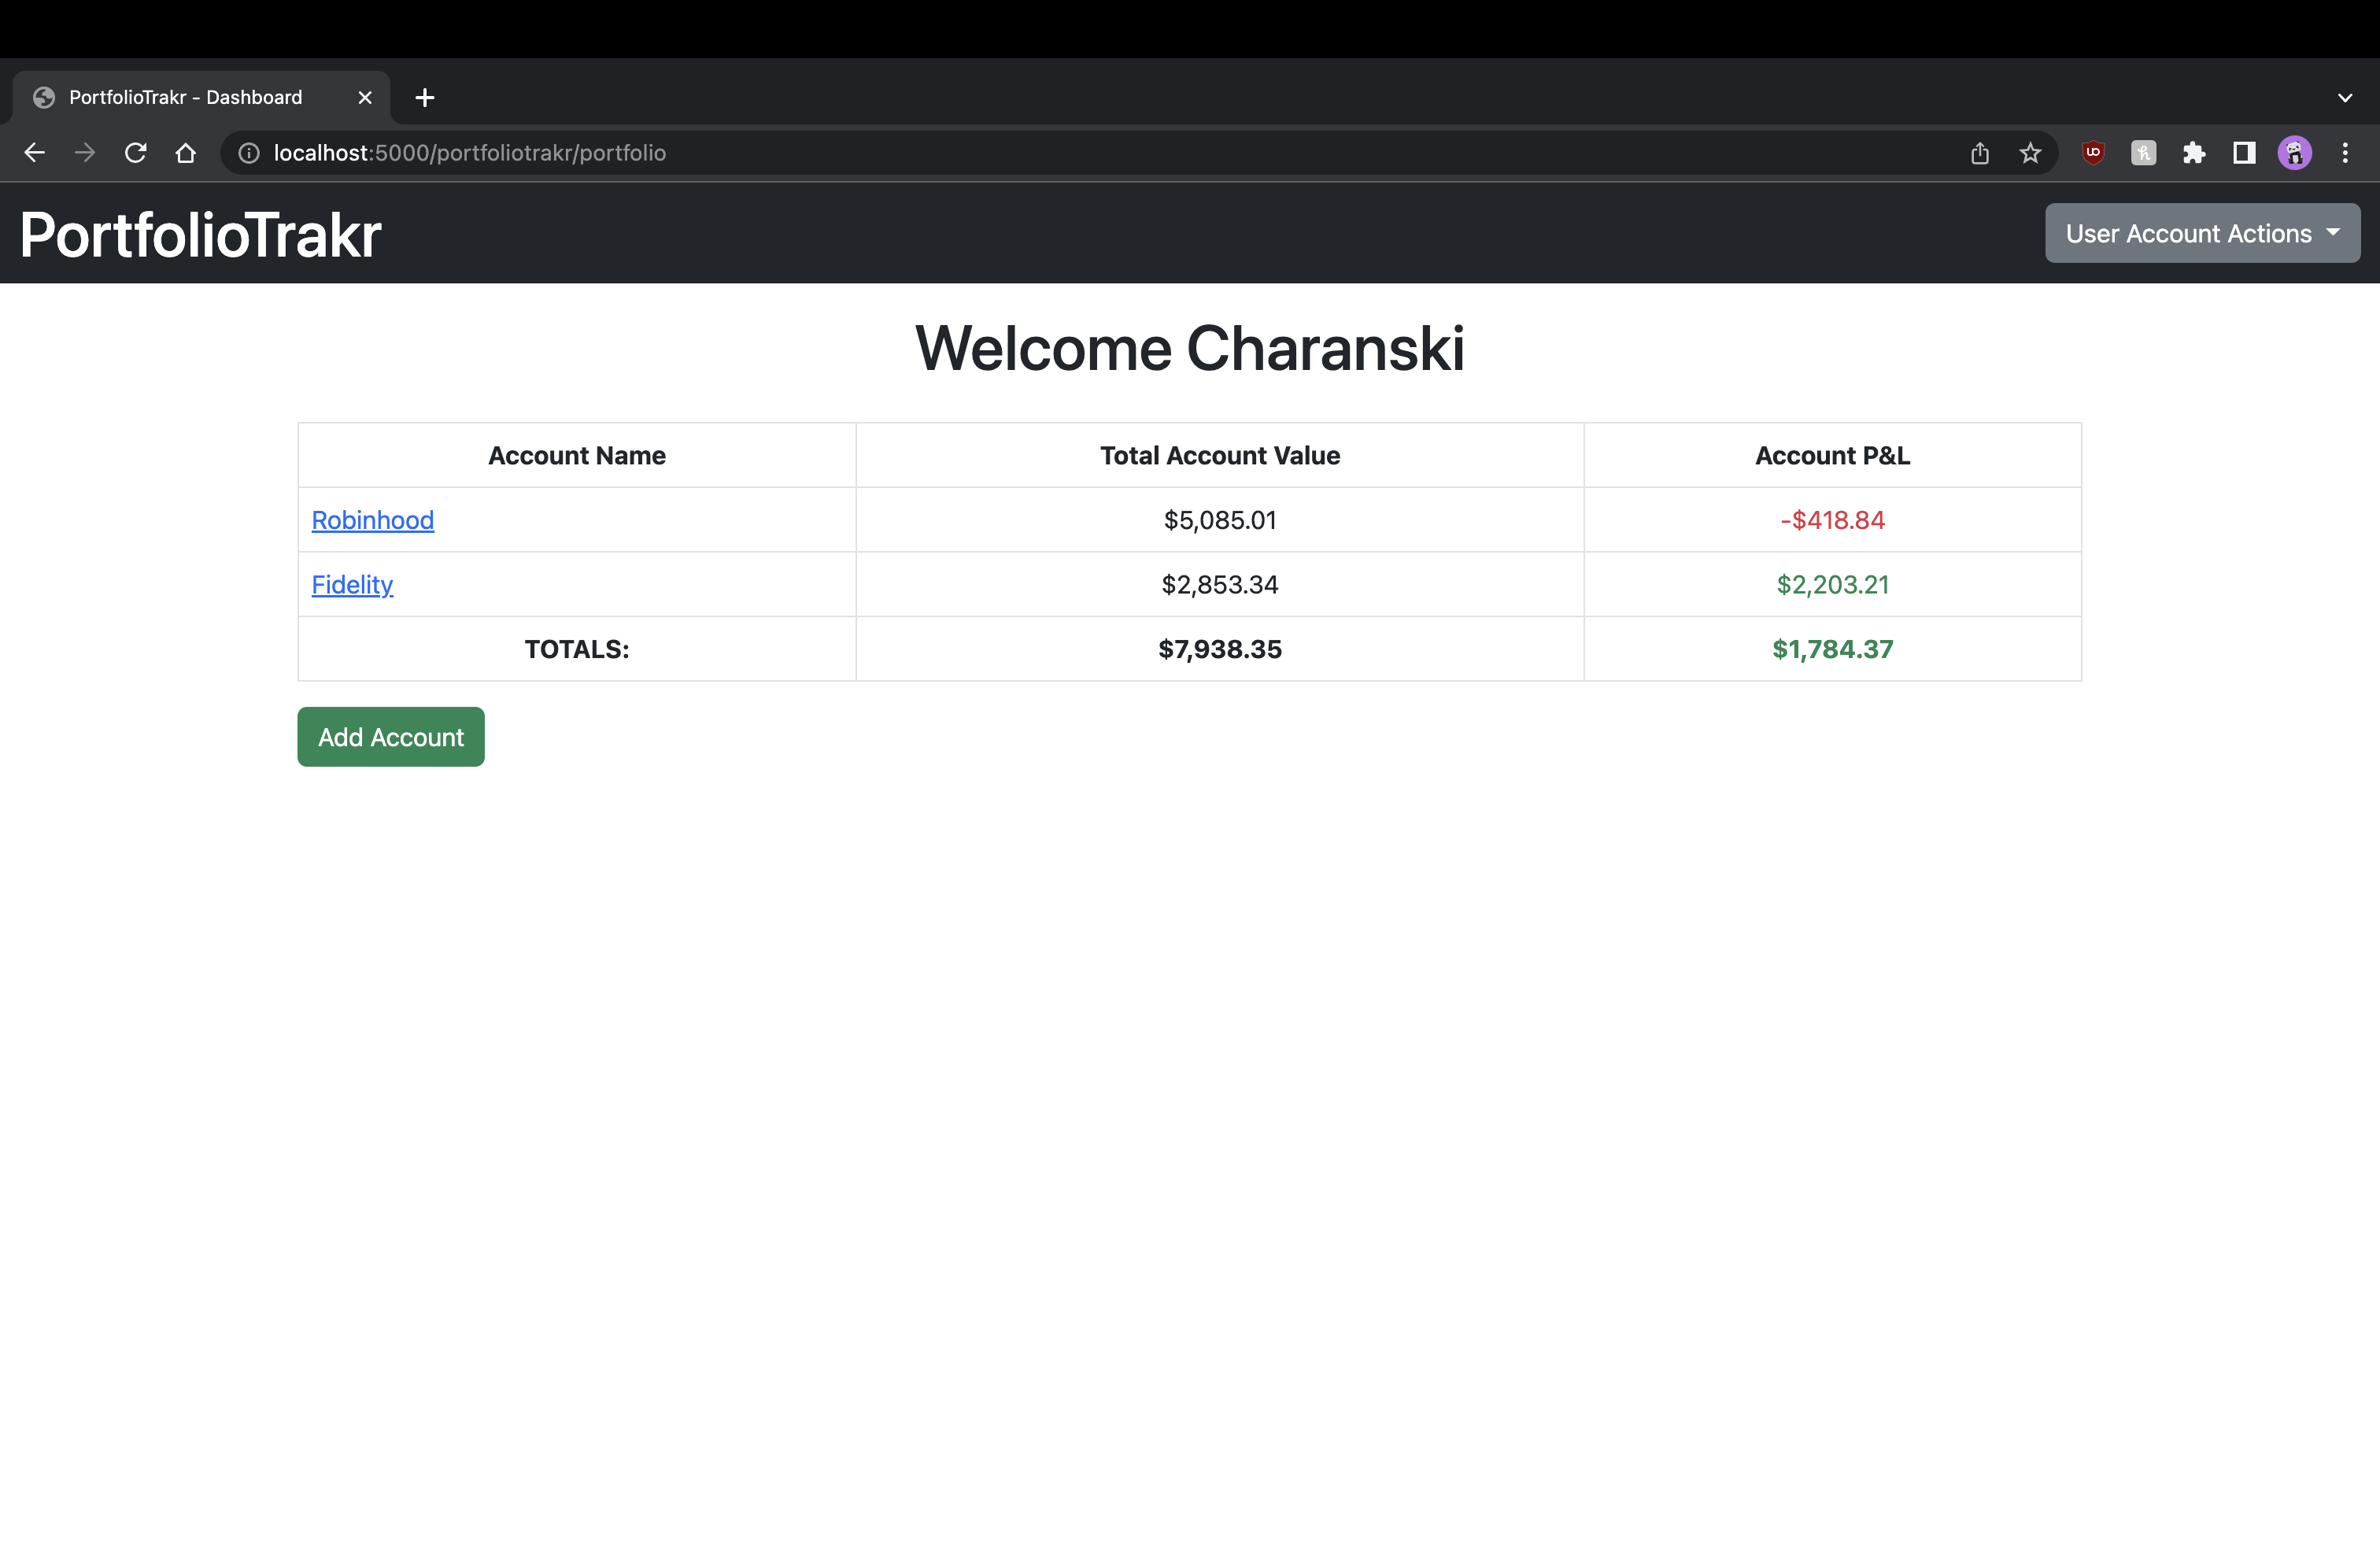 PortfolioTrakr - Dashboard
localhost:5000/portfoliotrakr/portfolio
PortfolioTrakr
User Account Actions
Welcome Charanski
Account Name Total Account Value Account P&L
Robinhood $5,085.01 -$418.84
Fidelity $2,853.34 $2,203.21
TOTALS: $7,938.35 $1,784.37
Add Account